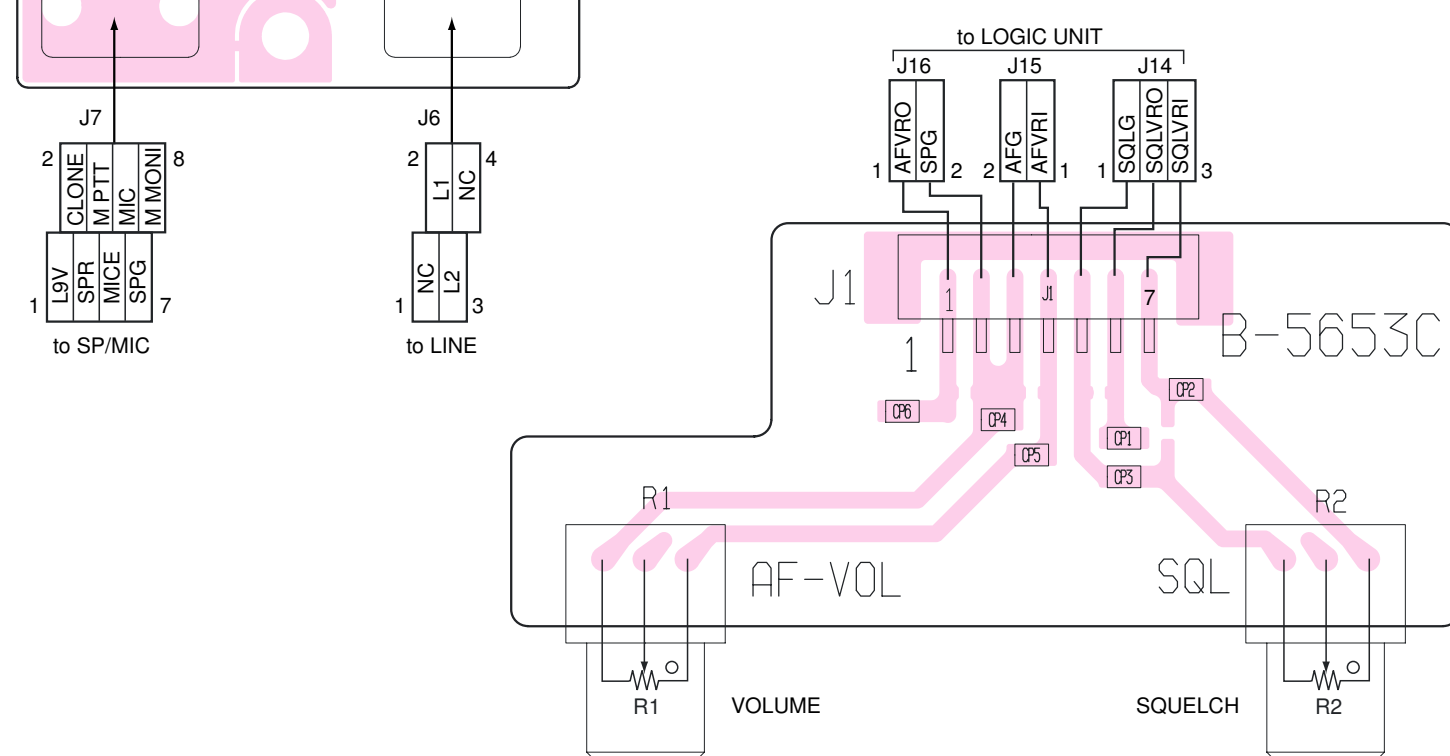 J7
2
CLONE
M PTT
MIC
M MONI
8
1
L9V
SPR
MICE
SPG
7
to SP/MIC
J6
2
L1
NC
4
1
NC
L2
3
to LINE
to LOGIC UNIT
J16
J15
J14
1
AFVRO
SPG
2
2
AFG
AFVRI
1
1
SQLG
SQLVRO
SQLVRI
3
J1
1
J1
7
1
B-5653C
CP6
CP4
CP5
CP1
CP3
CP2
R1
R2
AF-VOL
SQL
R1
VOLUME
SQUELCH
R2